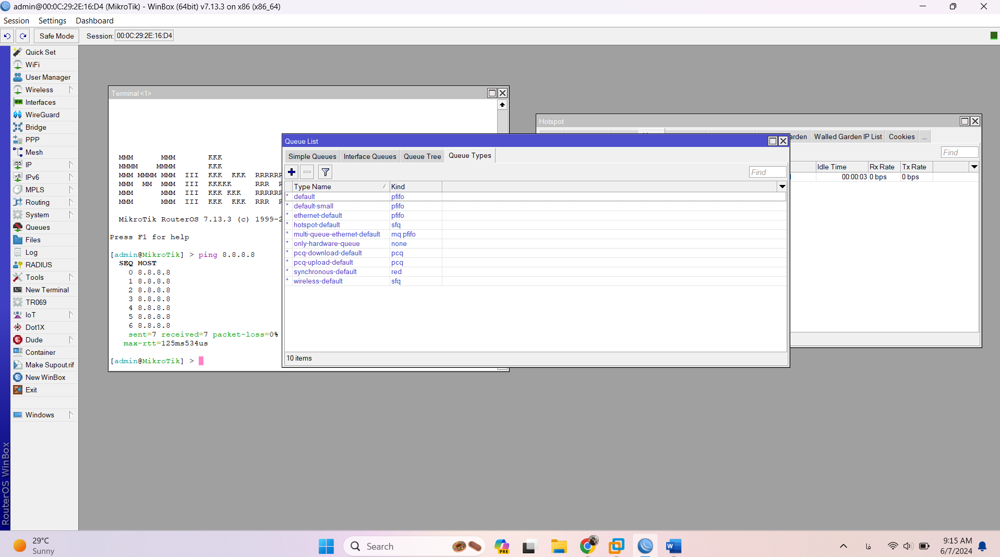 admin@00:0C:29:2E:16:D4 (MikroTik) - WinBox (64bit) v7.13.3 on x86 (x86_64)
Session Settings Dashboard
Safe Mode Session: 00:0C:29:2E:16:D4
Quick Set
WiFi
User Manager
Wireless
Interfaces
WireGuard
Bridge
PPP
Mesh
IP
IPv6
MPLS
Routing
System
Queues
Files
Log
RADIUS
Tools
New Terminal
TR069
IoT
Dot1X
Dude
Container
Make Supout.rif
New WinBox
Exit
Windows
RouterOS WinBox
Terminal <1>
MMM MMM KKK
MMMM MMMM KKK
MMM MMMM MMM III KKK KKK RRRRRR
MMM MM MMM III KKKKK RRR R
MMM MMM III KKK KKK RRRRRR
MMM MMM III KKK KKK RRR R
MikroTik RouterOS 7.13.3 (c) 1999-2
Press F1 for help
[admin@MikroTik] > ping 8.8.8.8
SEQ HOST
0 8.8.8.8
1 8.8.8.8
2 8.8.8.8
3 8.8.8.8
4 8.8.8.8
5 8.8.8.8
6 8.8.8.8
sent=7 received=7 packet-loss=0%
max-rtt=125ms534us
[admin@MikroTik] >
Queue List
Simple Queues Interface Queues Queue Tree Queue Types
Find
Type Name Kind
* default pfifo
* default-small pfifo
* ethernet-default pfifo
* hotspot-default sfq
* multi-queue-ethernet-default mq pfifo
* only-hardware-queue none
* pcq-download-default pcq
* pcq-upload-default pcq
* synchronous-default red
* wireless-default sfq
10 items
Hotspot
arden Walled Garden IP List Cookies ...
Find
Idle Time Rx Rate Tx Rate
00:00:03 0 bps 0 bps
29°C
Sunny
Search
PRE
فا
9:15 AM
6/7/2024